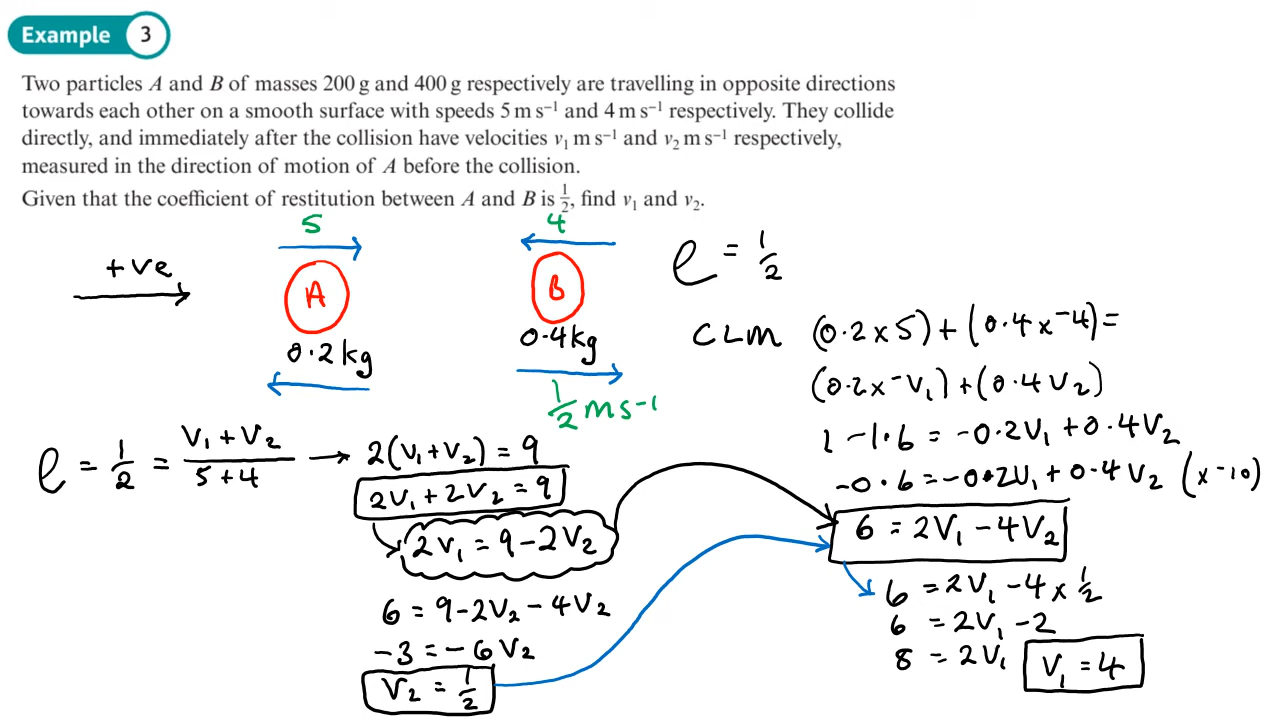 Example 3
Two particles A and B of masses 200 g and 400 g respectively are travelling in opposite directions
towards each other on a smooth surface with speeds 5 m s⁻¹ and 4 m s⁻¹ respectively. They collide
directly, and immediately after the collision have velocities v₁ m s⁻¹ and v₂ m s⁻¹ respectively,
measured in the direction of motion of A before the collision.
Given that the coefficient of restitution between A and B is 1/2, find v₁ and v₂.
5
4
+ve
A
B
0.2kg
0.4kg
1/2 ms⁻¹
e = 1/2
CLM (0.2 x 5) + (0.4 x -4) =
(0.2 x -V₁) + (0.4 V₂)
1 - 1.6 = -0.2V₁ + 0.4V₂
-0.6 = -0.2V₁ + 0.4V₂ (x -10)
6 = 2V₁ - 4V₂
6 = 2V₁ - 4 x 1/2
6 = 2V₁ - 2
8 = 2V₁
V₁ = 4
e = 1/2 = (V₁ + V₂)/(5 + 4) → 2(V₁ + V₂) = 9
2V₁ + 2V₂ = 9
2V₁ = 9 - 2V₂
6 = 9 - 2V₂ - 4V₂
-3 = -6V₂
V₂ = 1/2